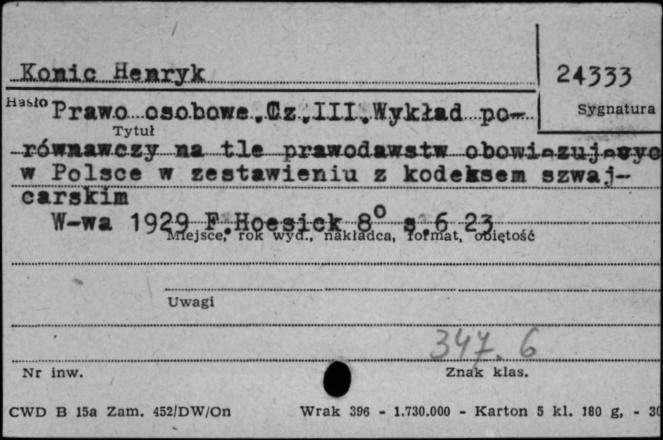 Konic Henryk
24333
Hasło
Sygnatura
Prawo osobowe.Cz.III.Wykład po-
Tytuł
równawczy na tle prawodawstw obowiązujących
w Polsce w zestawieniu z kodeksem szwaj-
carskim
W-wa 1929 F.Hoesick 8° s.6 23
Miejsce, rok wyd., nakładca, format, objętość
Uwagi
347.6
Nr inw.
Znak klas.
CWD B 15a Zam. 452/DW/On
Wrak 396 - 1.730.000 - Karton 5 kl. 180 g, - 30